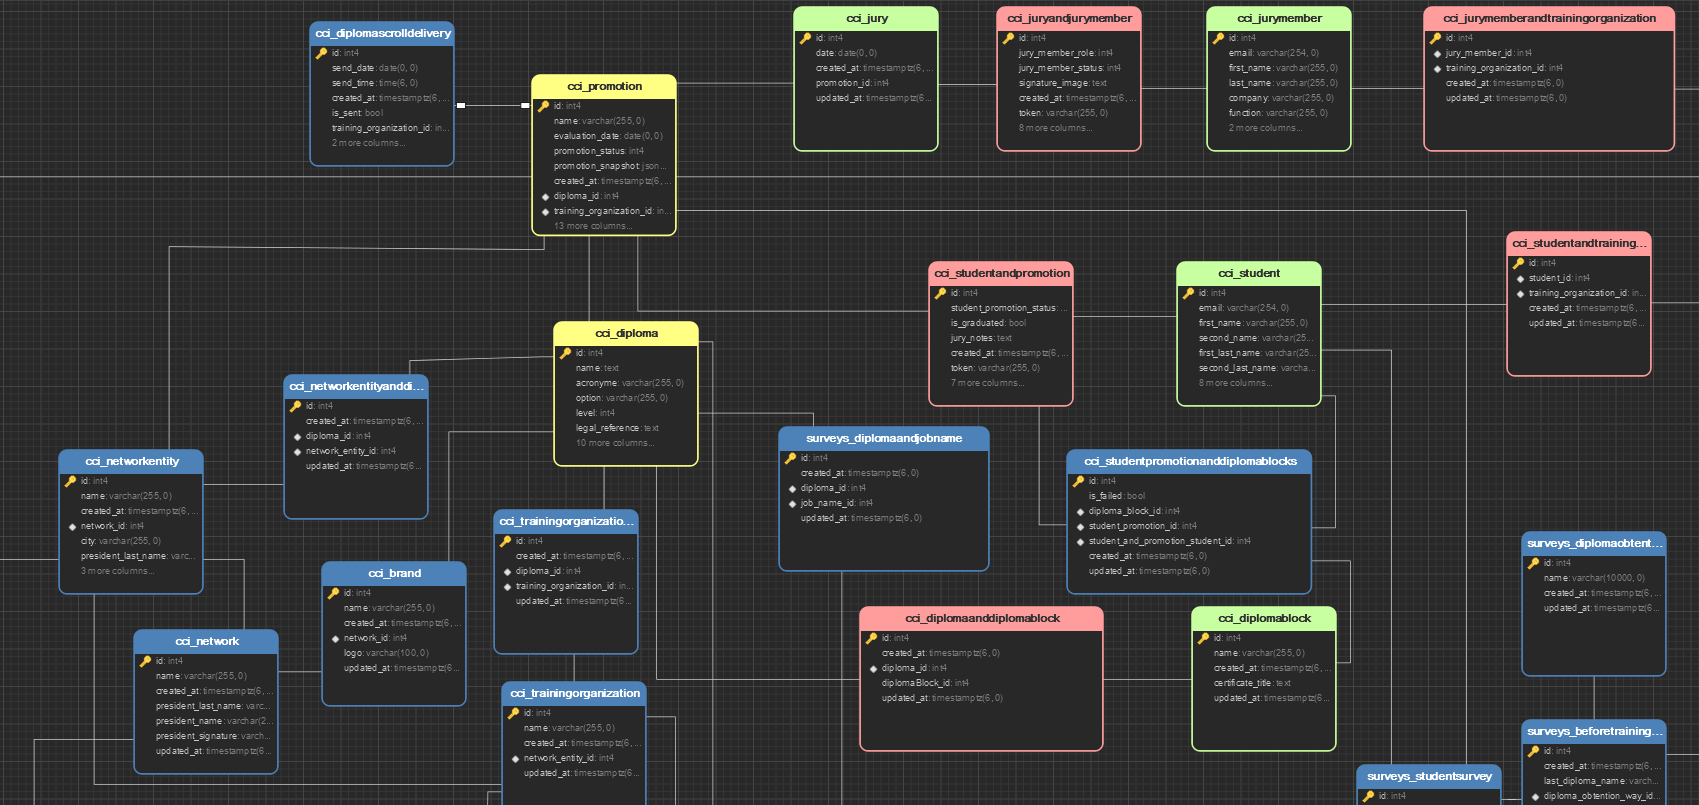 cci_diplomascrolldelivery
id: int4
send_date: date(0, 0)
send_time: time(6, 0)
created_at: timestamptz(6, ...
is_sent: bool
training_organization_id: in...
2 more columns...
cci_promotion
id: int4
name: varchar(255, 0)
evaluation_date: date(0, 0)
promotion_status: int4
promotion_snapshot: json...
created_at: timestamptz(6, ...
diploma_id: int4
training_organization_id: in...
13 more columns...
cci_jury
id: int4
date: date(0, 0)
created_at: timestamptz(6, ...
promotion_id: int4
updated_at: timestamptz(6...
cci_juryandjurymember
id: int4
jury_member_role: int4
jury_member_status: int4
signature_image: text
created_at: timestamptz(6, ...
token: varchar(255, 0)
8 more columns...
cci_jurymember
id: int4
email: varchar(254, 0)
first_name: varchar(255, 0)
last_name: varchar(255, 0)
company: varchar(255, 0)
function: varchar(255, 0)
2 more columns...
cci_jurymemberandtrainingorganization
id: int4
jury_member_id: int4
training_organization_id: int4
created_at: timestamptz(6, 0)
updated_at: timestamptz(6, 0)
cci_studentandpromotion
id: int4
student_promotion_status: ...
is_graduated: bool
jury_notes: text
created_at: timestamptz(6, ...
token: varchar(255, 0)
7 more columns...
cci_student
id: int4
email: varchar(254, 0)
first_name: varchar(255, 0)
second_name: varchar(25...
first_last_name: varchar(25...
second_last_name: varcha...
8 more columns...
cci_studentandtraining...
id: int4
student_id: int4
training_organization_id: in...
created_at: timestamptz(6, ...
updated_at: timestamptz(6...
cci_diploma
id: int4
name: text
acronyme: varchar(255, 0)
option: varchar(255, 0)
level: int4
legal_reference: text
10 more columns...
cci_networkentityanddi...
id: int4
created_at: timestamptz(6, ...
diploma_id: int4
network_entity_id: int4
updated_at: timestamptz(6...
cci_networkentity
id: int4
name: varchar(255, 0)
created_at: timestamptz(6, ...
network_id: int4
city: varchar(255, 0)
president_last_name: varc...
3 more columns...
surveys_diplomaandjobname
id: int4
created_at: timestamptz(6, 0)
diploma_id: int4
job_name_id: int4
updated_at: timestamptz(6, 0)
cci_studentpromotionanddiplomablocks
id: int4
is_failed: bool
diploma_block_id: int4
student_promotion_id: int4
student_and_promotion_student_id: int4
created_at: timestamptz(6, 0)
updated_at: timestamptz(6, 0)
cci_trainingorganizatio...
id: int4
created_at: timestamptz(6, ...
diploma_id: int4
training_organization_id: in...
updated_at: timestamptz(6...
surveys_diplomaobtent...
id: int4
name: varchar(10000, 0)
created_at: timestamptz(6, ...
updated_at: timestamptz(6...
cci_brand
id: int4
name: varchar(255, 0)
created_at: timestamptz(6, ...
network_id: int4
logo: varchar(100, 0)
updated_at: timestamptz(6...
cci_network
id: int4
name: varchar(255, 0)
created_at: timestamptz(6, ...
president_last_name: varc...
president_name: varchar(2...
president_signature: varch...
updated_at: timestamptz(6...
cci_diplomaanddiplomablock
id: int4
created_at: timestamptz(6, 0)
diploma_id: int4
diplomaBlock_id: int4
updated_at: timestamptz(6, 0)
cci_diplomablock
id: int4
name: varchar(255, 0)
created_at: timestamptz(6, ...
certificate_title: text
updated_at: timestamptz(6...
cci_trainingorganization
id: int4
name: varchar(255, 0)
created_at: timestamptz(6, ...
network_entity_id: int4
updated_at: timestamptz(6...
surveys_beforetraining...
id: int4
created_at: timestamptz(6, ...
last_diploma_name: varch...
diploma_obtention_way_id...
surveys_studentsurvey
id: int4